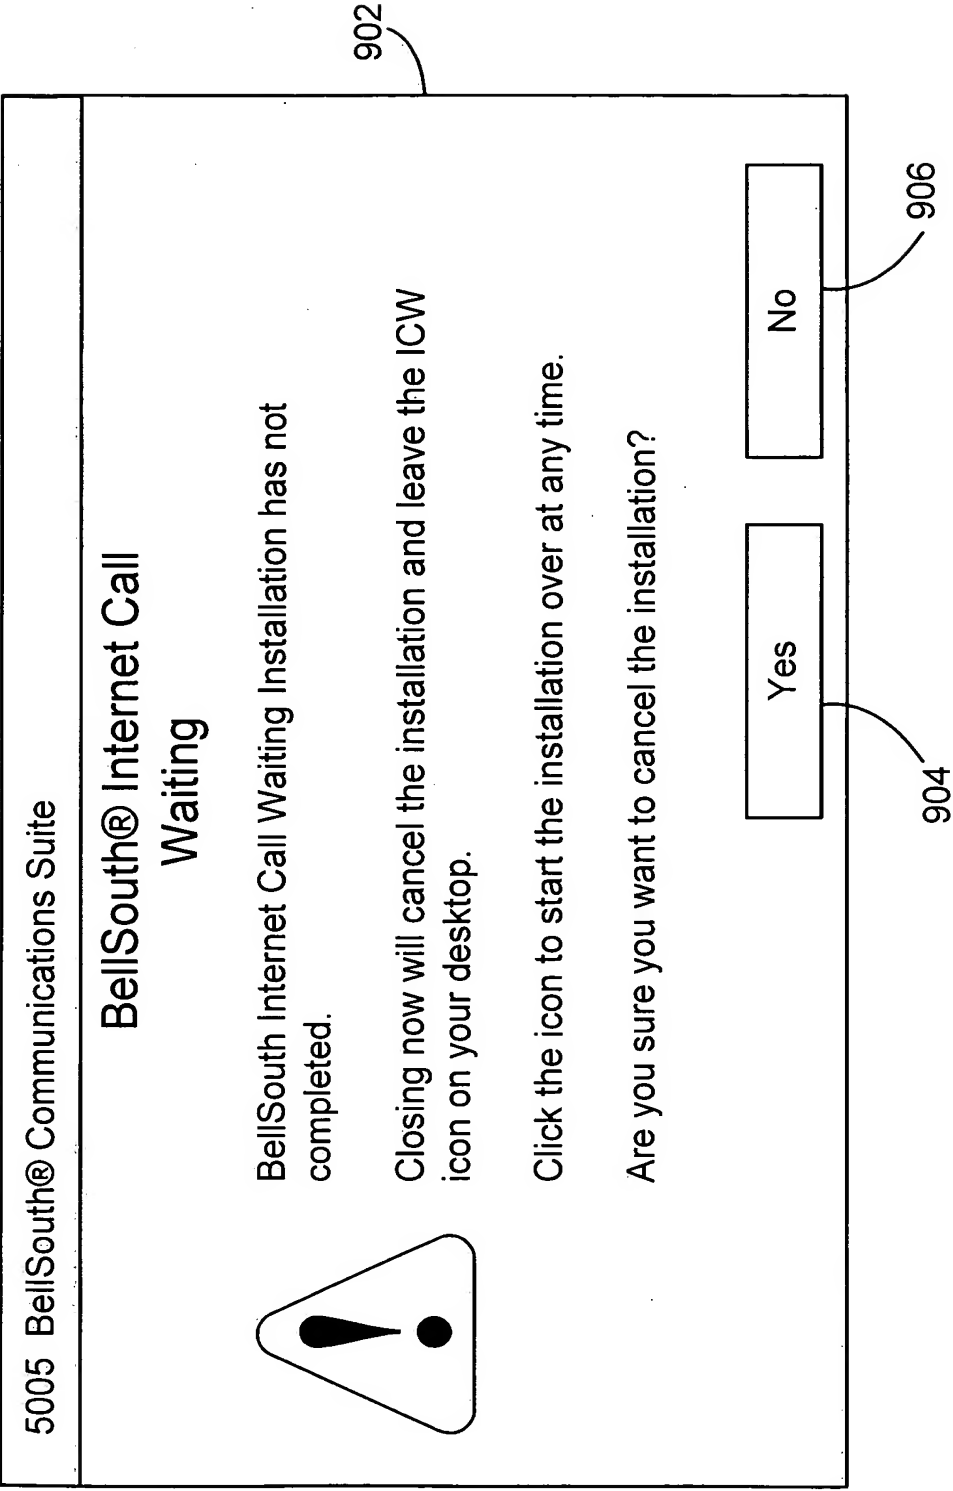 902
5005 BellSouth® Communications Suite
BellSouth® Internet Call
Waiting
BellSouth Internet Call Waiting Installation has not
completed.
Closing now will cancel the installation and leave the ICW
icon on your desktop.
Click the icon to start the installation over at any time.
Are you sure you want to cancel the installation?
Yes
No
904
906